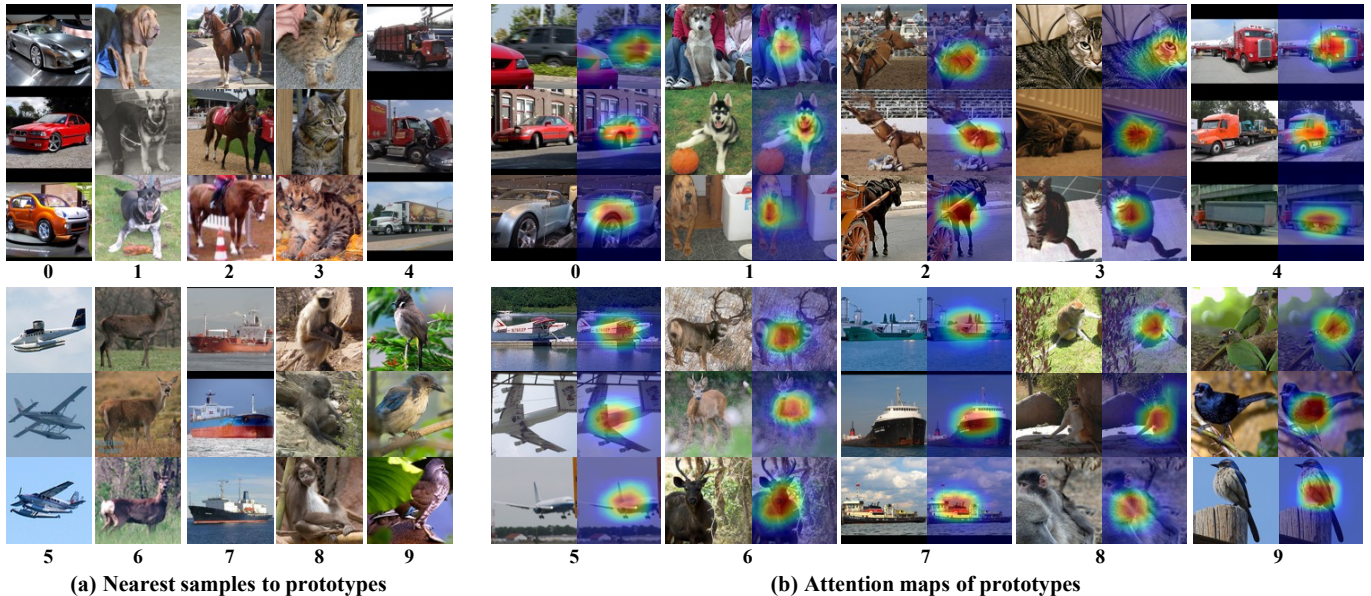 0 1 2 3 4 0 1 2 3 4
5 6 7 8 9 5 6 7 8 9
(a) Nearest samples to prototypes (b) Attention maps of prototypes